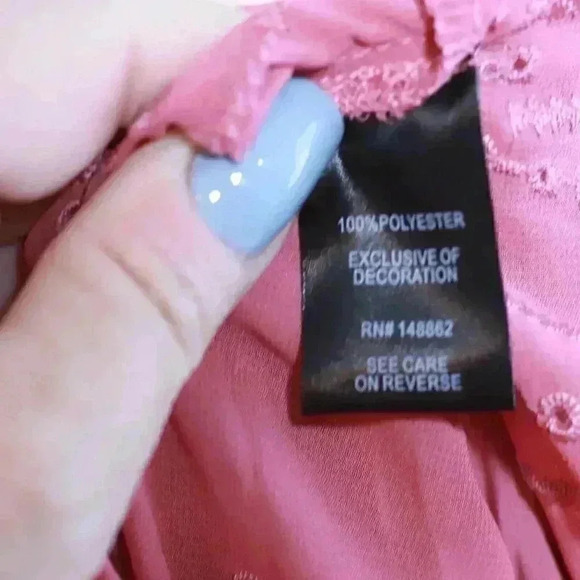 100%POLYESTER
EXCLUSIVE OF
DECORATION
RN# 148862
SEE CARE
ON REVERSE